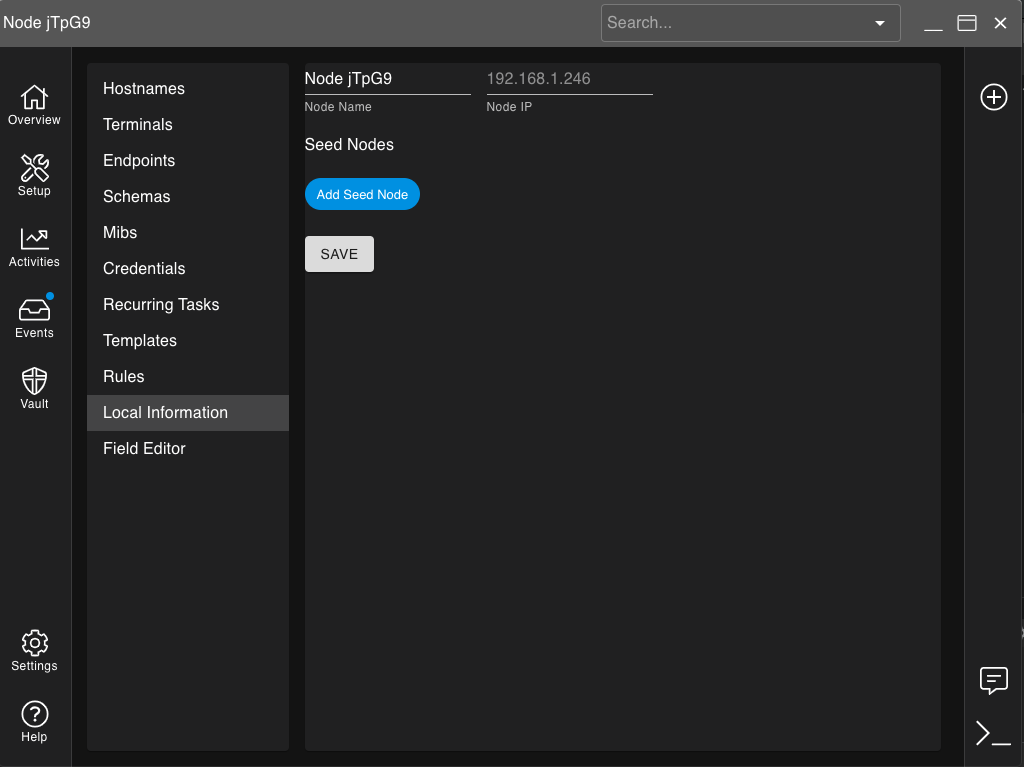 Node jTpG9
Search...
Overview
Setup
Activities
Events
Vault
Settings
Help
Hostnames
Terminals
Endpoints
Schemas
Mibs
Credentials
Recurring Tasks
Templates
Rules
Local Information
Field Editor
Node jTpG9 192.168.1.246
Node Name Node IP
Seed Nodes
Add Seed Node
SAVE